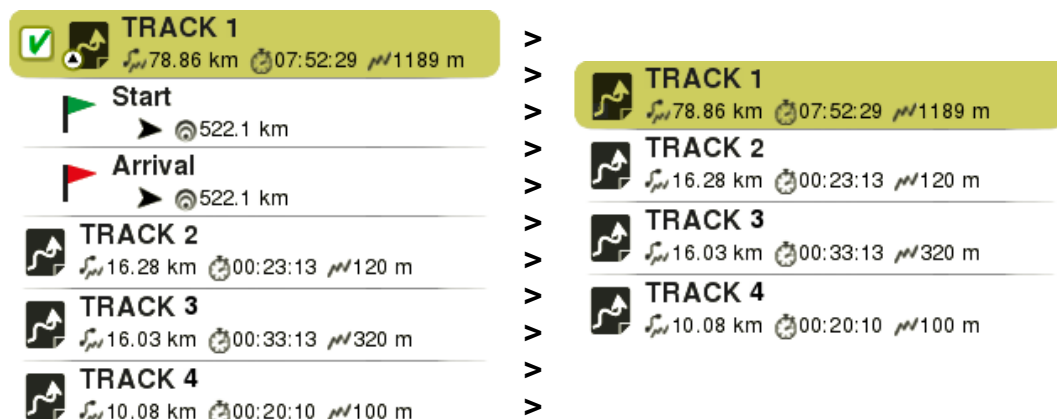 TRACK 1
78.86 km 07:52:29 1189 m
Start
522.1 km
Arrival
522.1 km
TRACK 2
16.28 km 00:23:13 120 m
TRACK 3
16.03 km 00:33:13 320 m
TRACK 4
10.08 km 00:20:10 100 m
>
>
>
>
>
>
>
>
>
>
>
TRACK 1
78.86 km 07:52:29 1189 m
TRACK 2
16.28 km 00:23:13 120 m
TRACK 3
16.03 km 00:33:13 320 m
TRACK 4
10.08 km 00:20:10 100 m